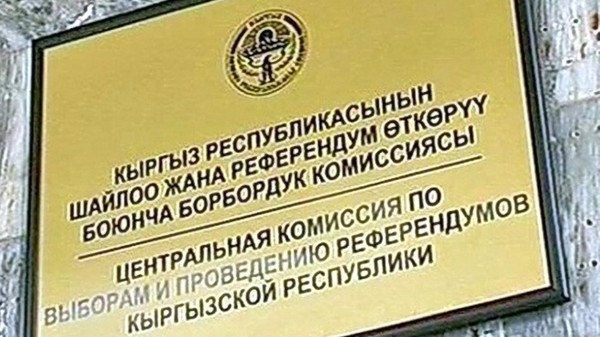 КЫРГЫЗ РЕСПУБЛИКАСЫНЫН
ШАЙЛОО ЖАНА РЕФЕРЕНДУМ ӨТКӨРҮҮ
БОЮНЧА БОРБОРДУК КОМИССИЯСЫ
ЦЕНТРАЛЬНАЯ КОМИССИЯ ПО
ВЫБОРАМ И ПРОВЕДЕНИЮ РЕФЕРЕНДУМОВ
КЫРГЫЗСКОЙ РЕСПУБЛИКИ